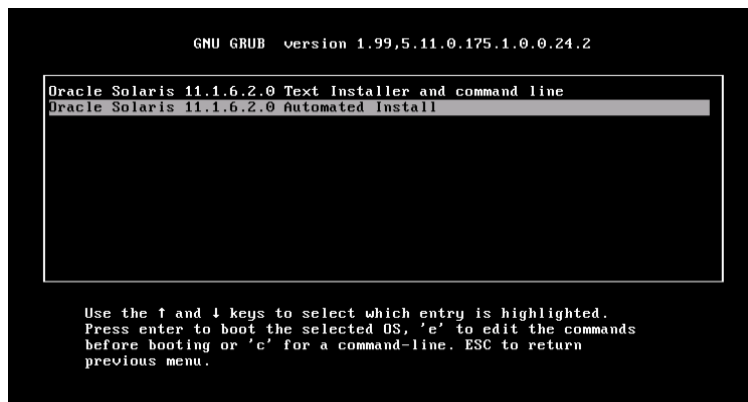 GNU GRUB  version 1.99,5.11.0.175.1.0.0.24.2
Oracle Solaris 11.1.6.2.0 Text Installer and command line
Oracle Solaris 11.1.6.2.0 Automated Install
Use the ↑ and ↓ keys to select which entry is highlighted.
Press enter to boot the selected OS, 'e' to edit the commands
before booting or 'c' for a command-line. ESC to return
previous menu.